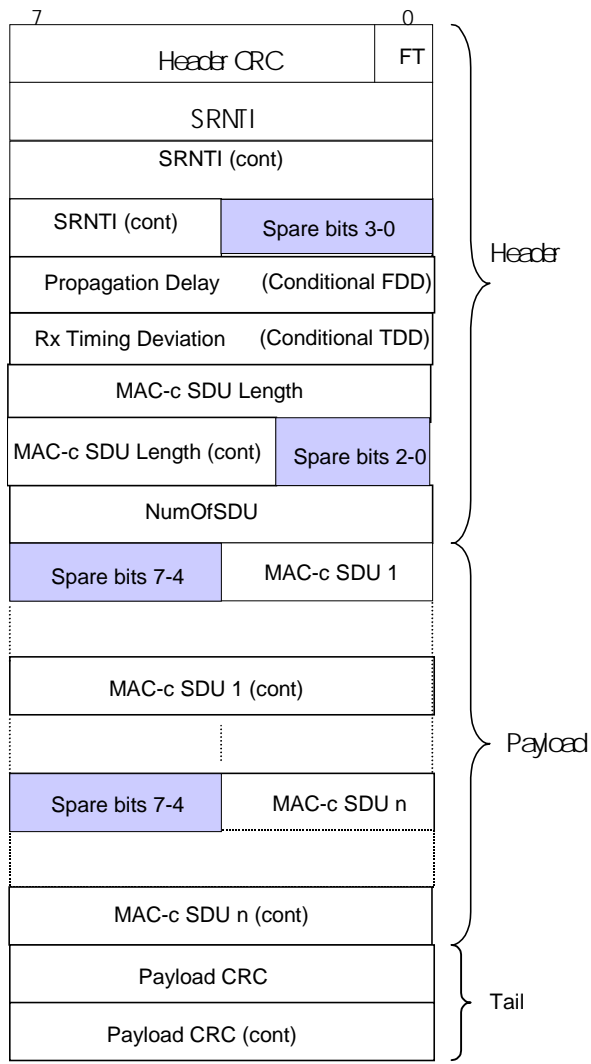 7 0
Header CRC FT
SRNTI
SRNTI (cont)
SRNTI (cont) Spare bits 3-0
Header
Propagation Delay (Conditional FDD)
Rx Timing Deviation (Conditional TDD)
MAC-c SDU Length
MAC-c SDU Length (cont) Spare bits 2-0
NumOfSDU
Spare bits 7-4 MAC-c SDU 1
MAC-c SDU 1 (cont)
Payload
Spare bits 7-4 MAC-c SDU n
MAC-c SDU n (cont)
Payload CRC
Tail
Payload CRC (cont)